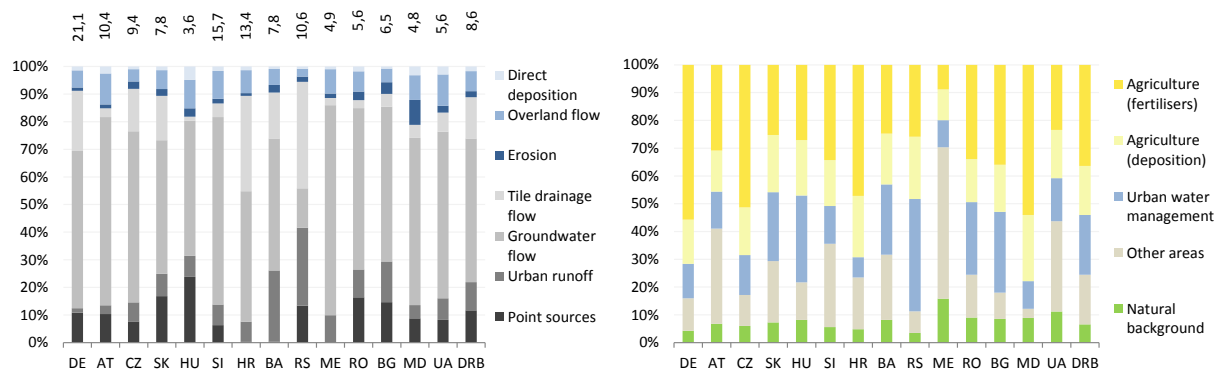 21,1 10,4 9,4 7,8 3,6 15,7 13,4 7,8 10,6 4,9 5,6 6,5 4,8 5,6 8,6
100%
90%
80%
70%
60%
50%
40%
30%
20%
10%
0%
DE AT CZ SK HU SI HR BA RS ME RO BG MD UA DRB
Direct
deposition
Overland flow
Erosion
Tile drainage
flow
Groundwater
flow
Urban runoff
Point sources
100%
90%
80%
70%
60%
50%
40%
30%
20%
10%
0%
DE AT CZ SK HU SI HR BA RS ME RO BG MD UA DRB
Agriculture
(fertilisers)
Agriculture
(deposition)
Urban water
management
Other areas
Natural
background